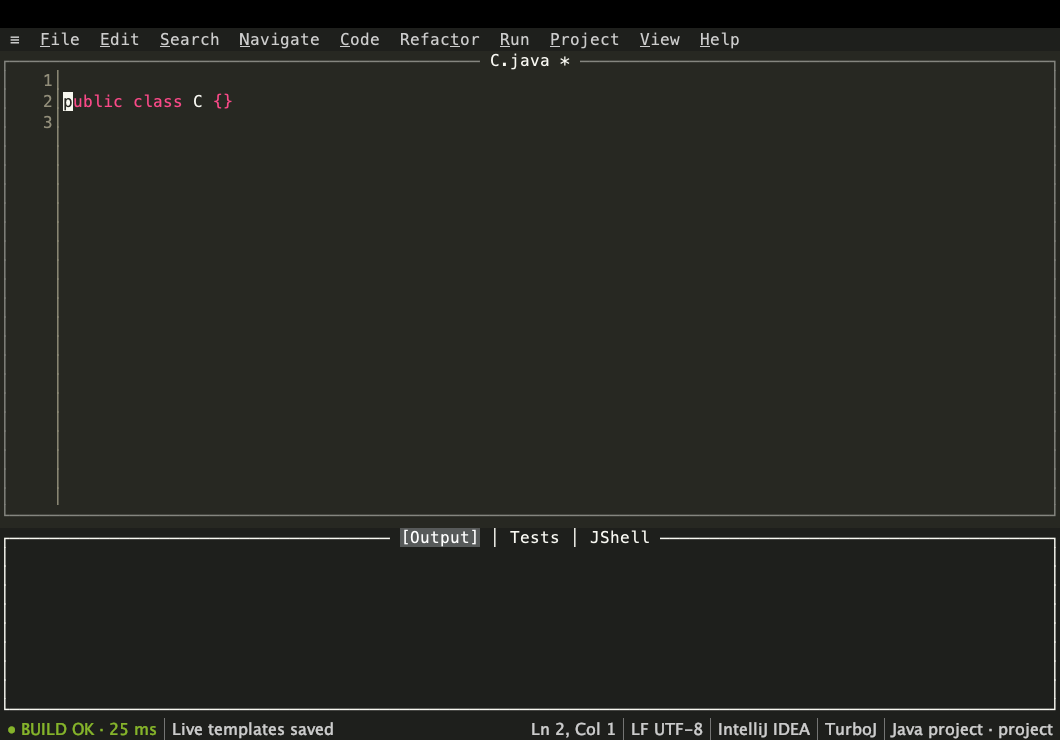 ≡ File Edit Search Navigate Code Refactor Run Project View Help
C.java *
1
2 public class C {}
3
[Output] | Tests | JShell
● BUILD OK · 25 ms | Live templates saved Ln 2, Col 1 | LF UTF-8 | IntelliJ IDEA | TurboJ | Java project · project